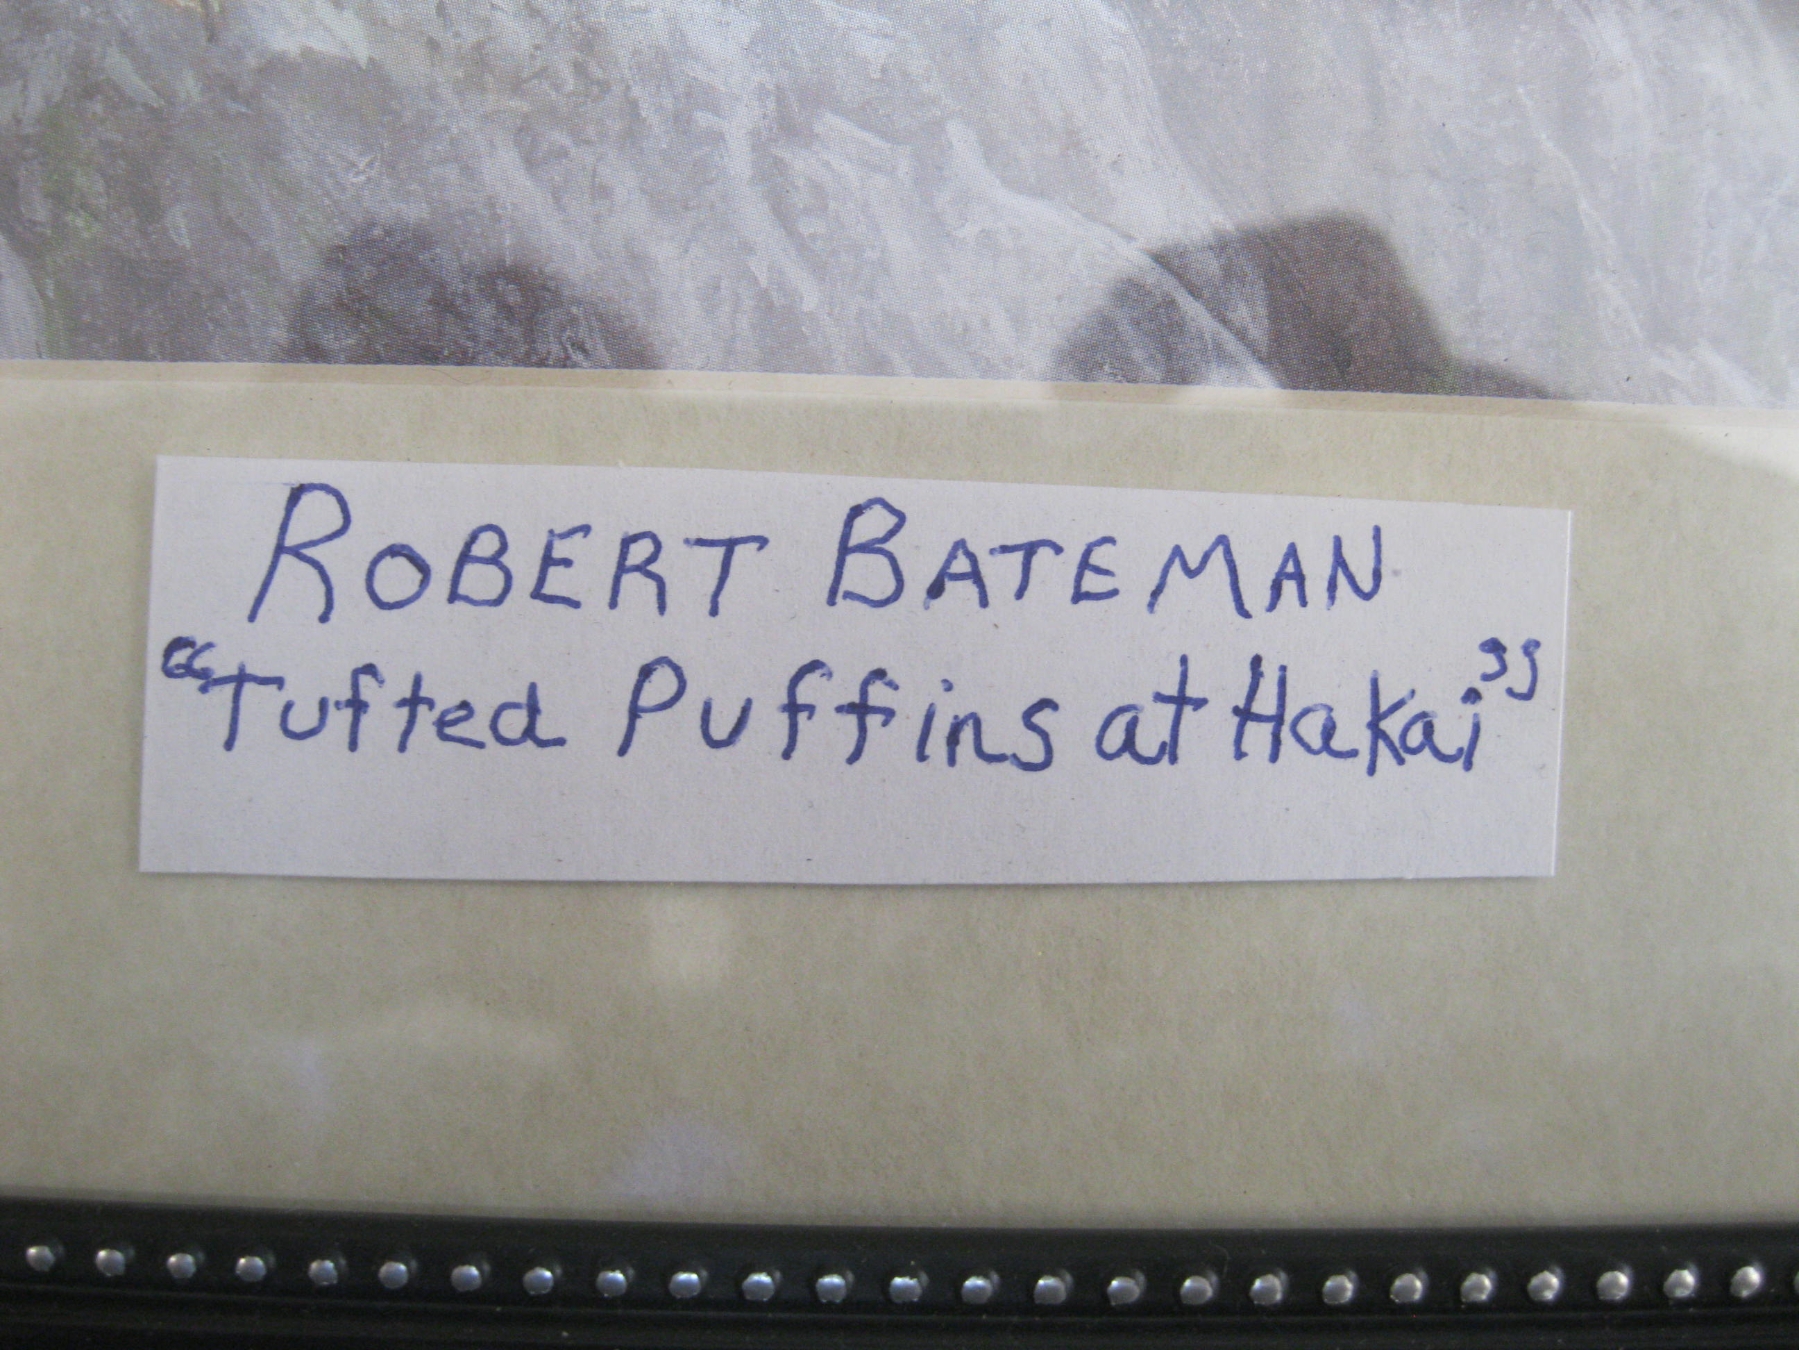 ROBERT BATEMAN
“Tufted Puffins at Hakai”